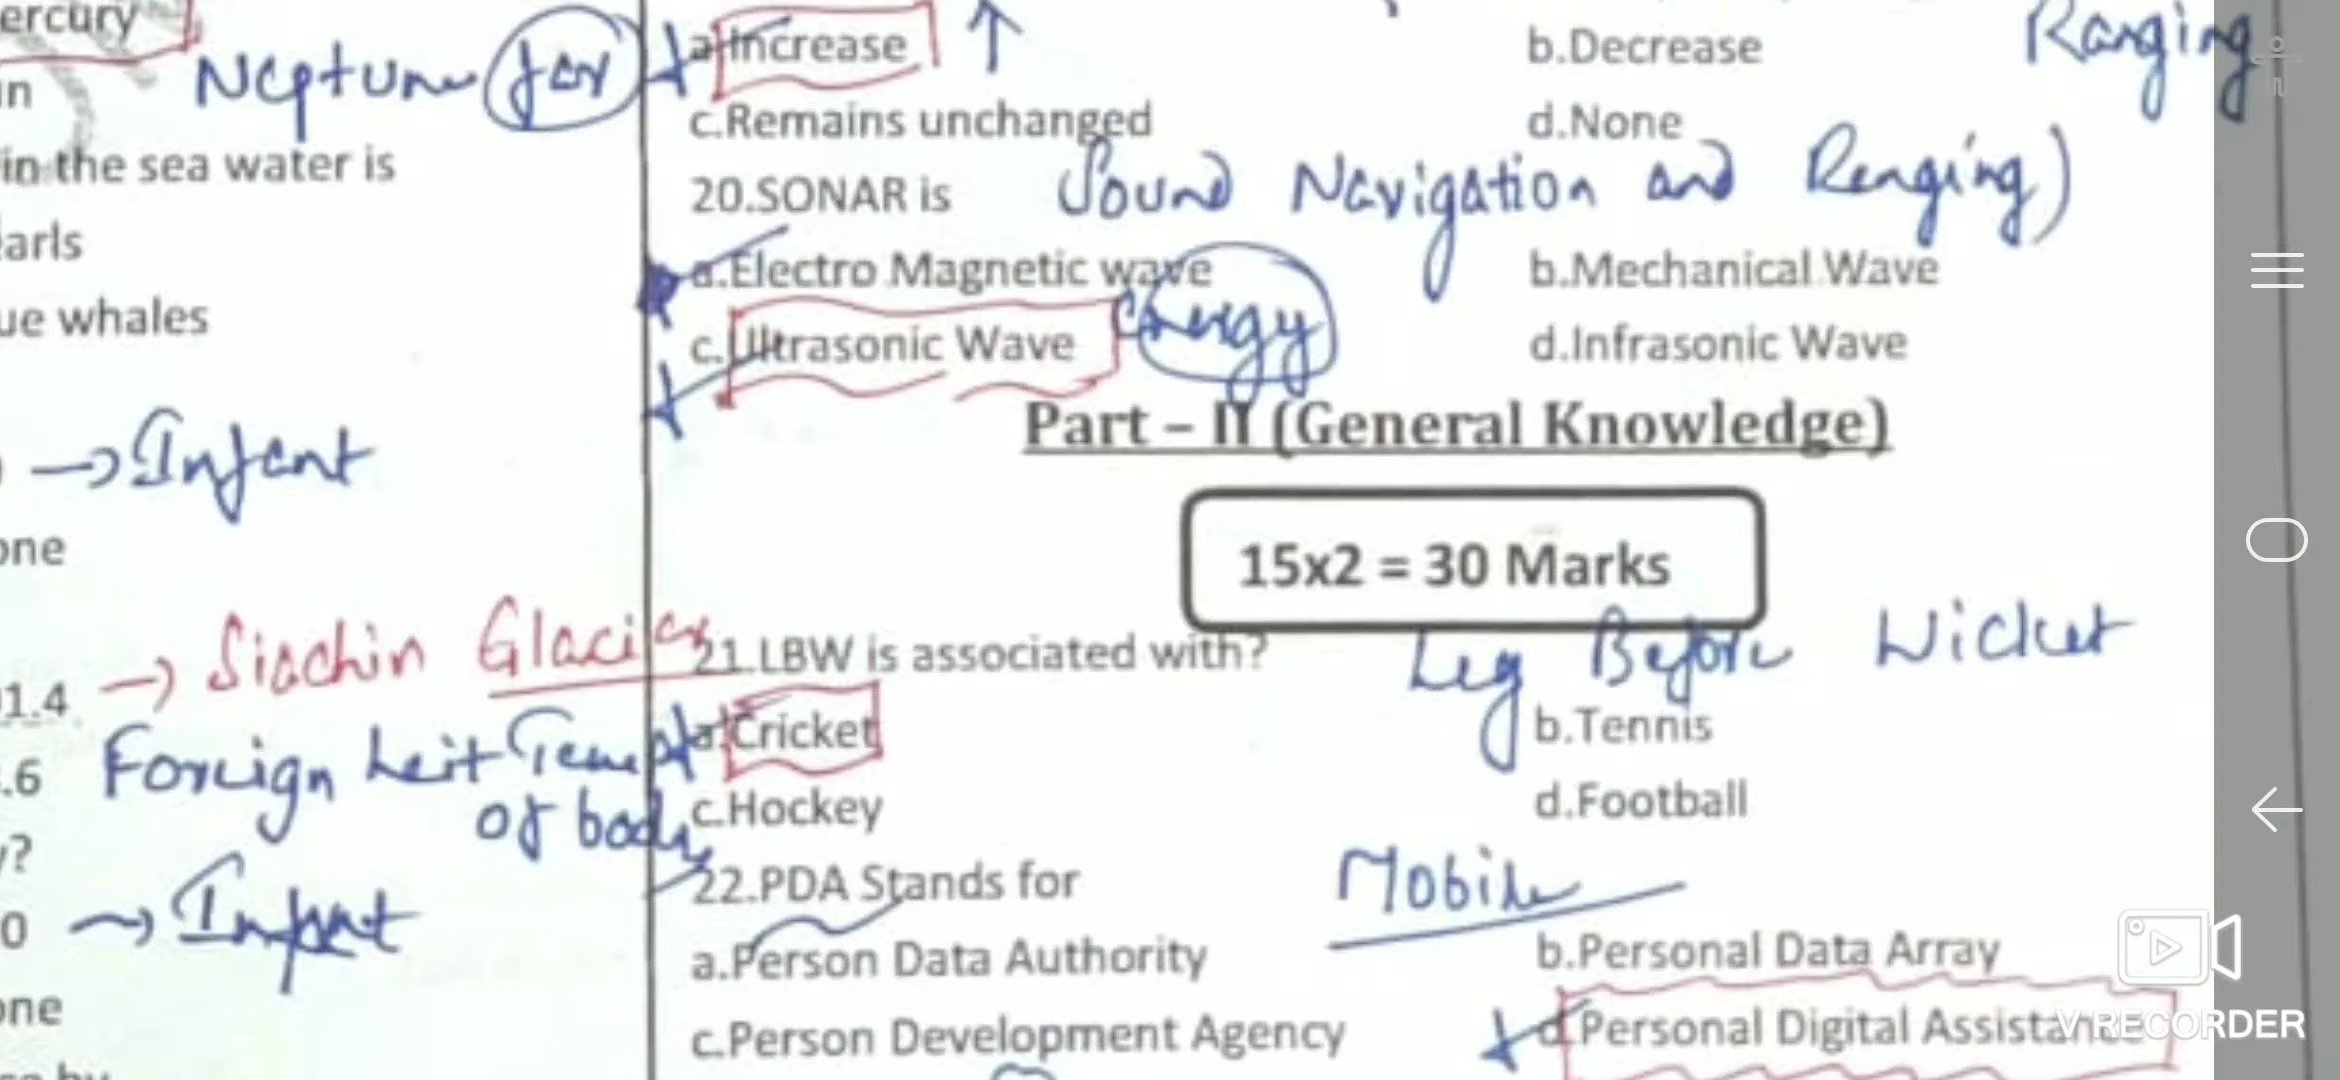 ercury
Neptune far
in
in the sea water is
arls
ue whales
→ Infant
one
→ Siachin Glacier
1.4
.6 Foreign heit Temp
of body
y?
0 → Infant
one
a.Increase ↑ b.Decrease Ranging
c.Remains unchanged d.None
20.SONAR is Sound Navigation and Ranging)
a.Electro Magnetic wave b.Mechanical Wave
c.Ultrasonic Wave energy d.Infrasonic Wave
Part – II (General Knowledge)
15x2 = 30 Marks
21.LBW is associated with? Leg Before Wicket
a.Cricket b.Tennis
c.Hockey d.Football
22.PDA Stands for Mobile
a.Person Data Authority b.Personal Data Array
c.Person Development Agency d.Personal Digital Assistance
V RECORDER